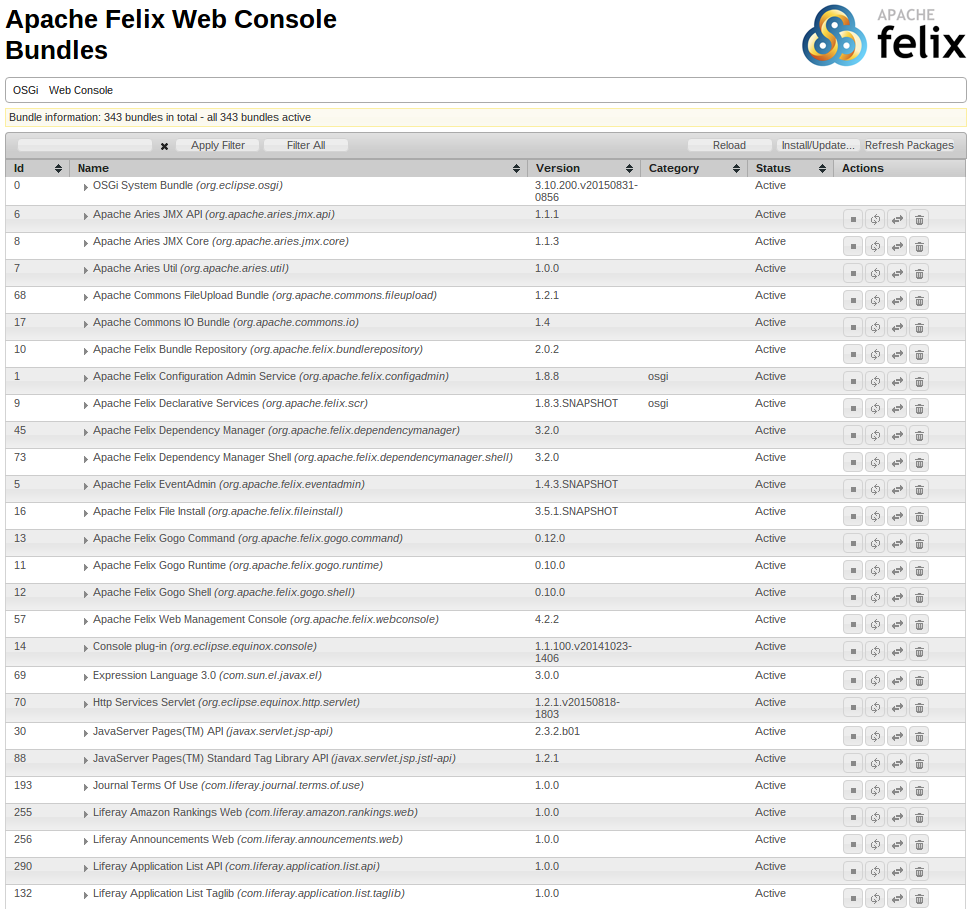 Apache Felix Web Console
Bundles
APACHE
felix
OSGi Web Console
Bundle information: 343 bundles in total - all 343 bundles active
Apply Filter Filter All Reload Install/Update... Refresh Packages
Id Name Version Category Status Actions
0 OSGi System Bundle (org.eclipse.osgi) 3.10.200.v20150831-0856 Active
6 Apache Aries JMX API (org.apache.aries.jmx.api) 1.1.1 Active
8 Apache Aries JMX Core (org.apache.aries.jmx.core) 1.1.3 Active
7 Apache Aries Util (org.apache.aries.util) 1.0.0 Active
68 Apache Commons FileUpload Bundle (org.apache.commons.fileupload) 1.2.1 Active
17 Apache Commons IO Bundle (org.apache.commons.io) 1.4 Active
10 Apache Felix Bundle Repository (org.apache.felix.bundlerepository) 2.0.2 Active
1 Apache Felix Configuration Admin Service (org.apache.felix.configadmin) 1.8.8 osgi Active
9 Apache Felix Declarative Services (org.apache.felix.scr) 1.8.3.SNAPSHOT osgi Active
45 Apache Felix Dependency Manager (org.apache.felix.dependencymanager) 3.2.0 Active
73 Apache Felix Dependency Manager Shell (org.apache.felix.dependencymanager.shell) 3.2.0 Active
5 Apache Felix EventAdmin (org.apache.felix.eventadmin) 1.4.3.SNAPSHOT Active
16 Apache Felix File Install (org.apache.felix.fileinstall) 3.5.1.SNAPSHOT Active
13 Apache Felix Gogo Command (org.apache.felix.gogo.command) 0.12.0 Active
11 Apache Felix Gogo Runtime (org.apache.felix.gogo.runtime) 0.10.0 Active
12 Apache Felix Gogo Shell (org.apache.felix.gogo.shell) 0.10.0 Active
57 Apache Felix Web Management Console (org.apache.felix.webconsole) 4.2.2 Active
14 Console plug-in (org.eclipse.equinox.console) 1.1.100.v20141023-1406 Active
69 Expression Language 3.0 (com.sun.el.javax.el) 3.0.0 Active
70 Http Services Servlet (org.eclipse.equinox.http.servlet) 1.2.1.v20150818-1803 Active
30 JavaServer Pages(TM) API (javax.servlet.jsp-api) 2.3.2.b01 Active
88 JavaServer Pages(TM) Standard Tag Library API (javax.servlet.jsp.jstl-api) 1.2.1 Active
193 Journal Terms Of Use (com.liferay.journal.terms.of.use) 1.0.0 Active
255 Liferay Amazon Rankings Web (com.liferay.amazon.rankings.web) 1.0.0 Active
256 Liferay Announcements Web (com.liferay.announcements.web) 1.0.0 Active
290 Liferay Application List API (com.liferay.application.list.api) 1.0.0 Active
132 Liferay Application List Taglib (com.liferay.application.list.taglib) 1.0.0 Active